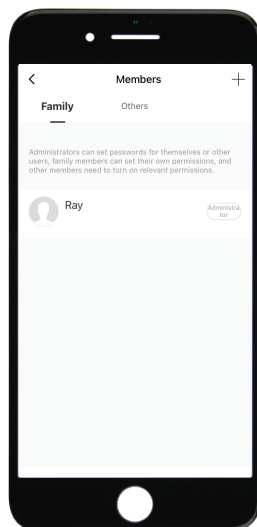 Members
Family Others
Administrators can set passwords for themselves or other
users, family members can set their own permissions, and
other members need to turn on relevant permissions.
Ray
Administra
tor